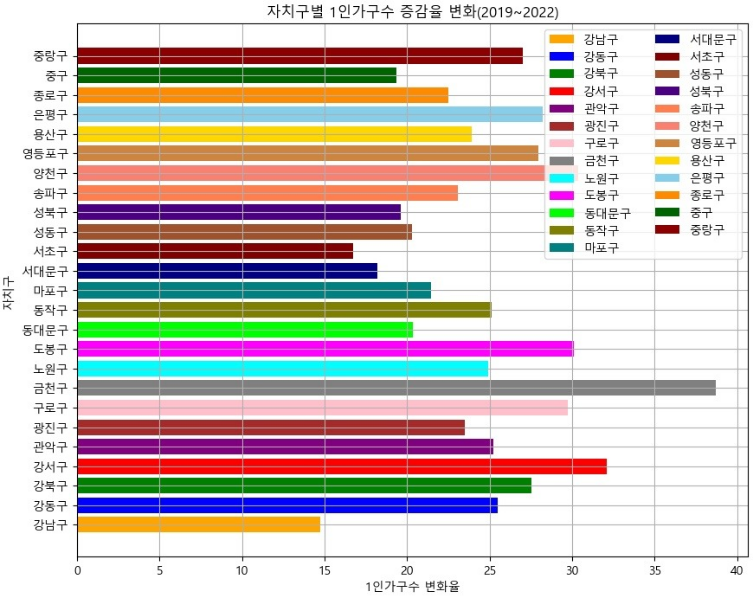 자치구별 1인가구수 증감율 변화(2019~2022)
강남구
강동구
강북구
강서구
관악구
광진구
구로구
금천구
노원구
도봉구
동대문구
동작구
마포구
서대문구
서초구
성동구
성북구
송파구
양천구
영등포구
용산구
은평구
종로구
중구
중랑구
자치구
중랑구
중구
종로구
은평구
용산구
영등포구
양천구
송파구
성북구
성동구
서초구
서대문구
마포구
동작구
동대문구
도봉구
노원구
금천구
구로구
광진구
관악구
강서구
강북구
강동구
강남구
0 5 10 15 20 25 30 35 40
1인가구수 변화율